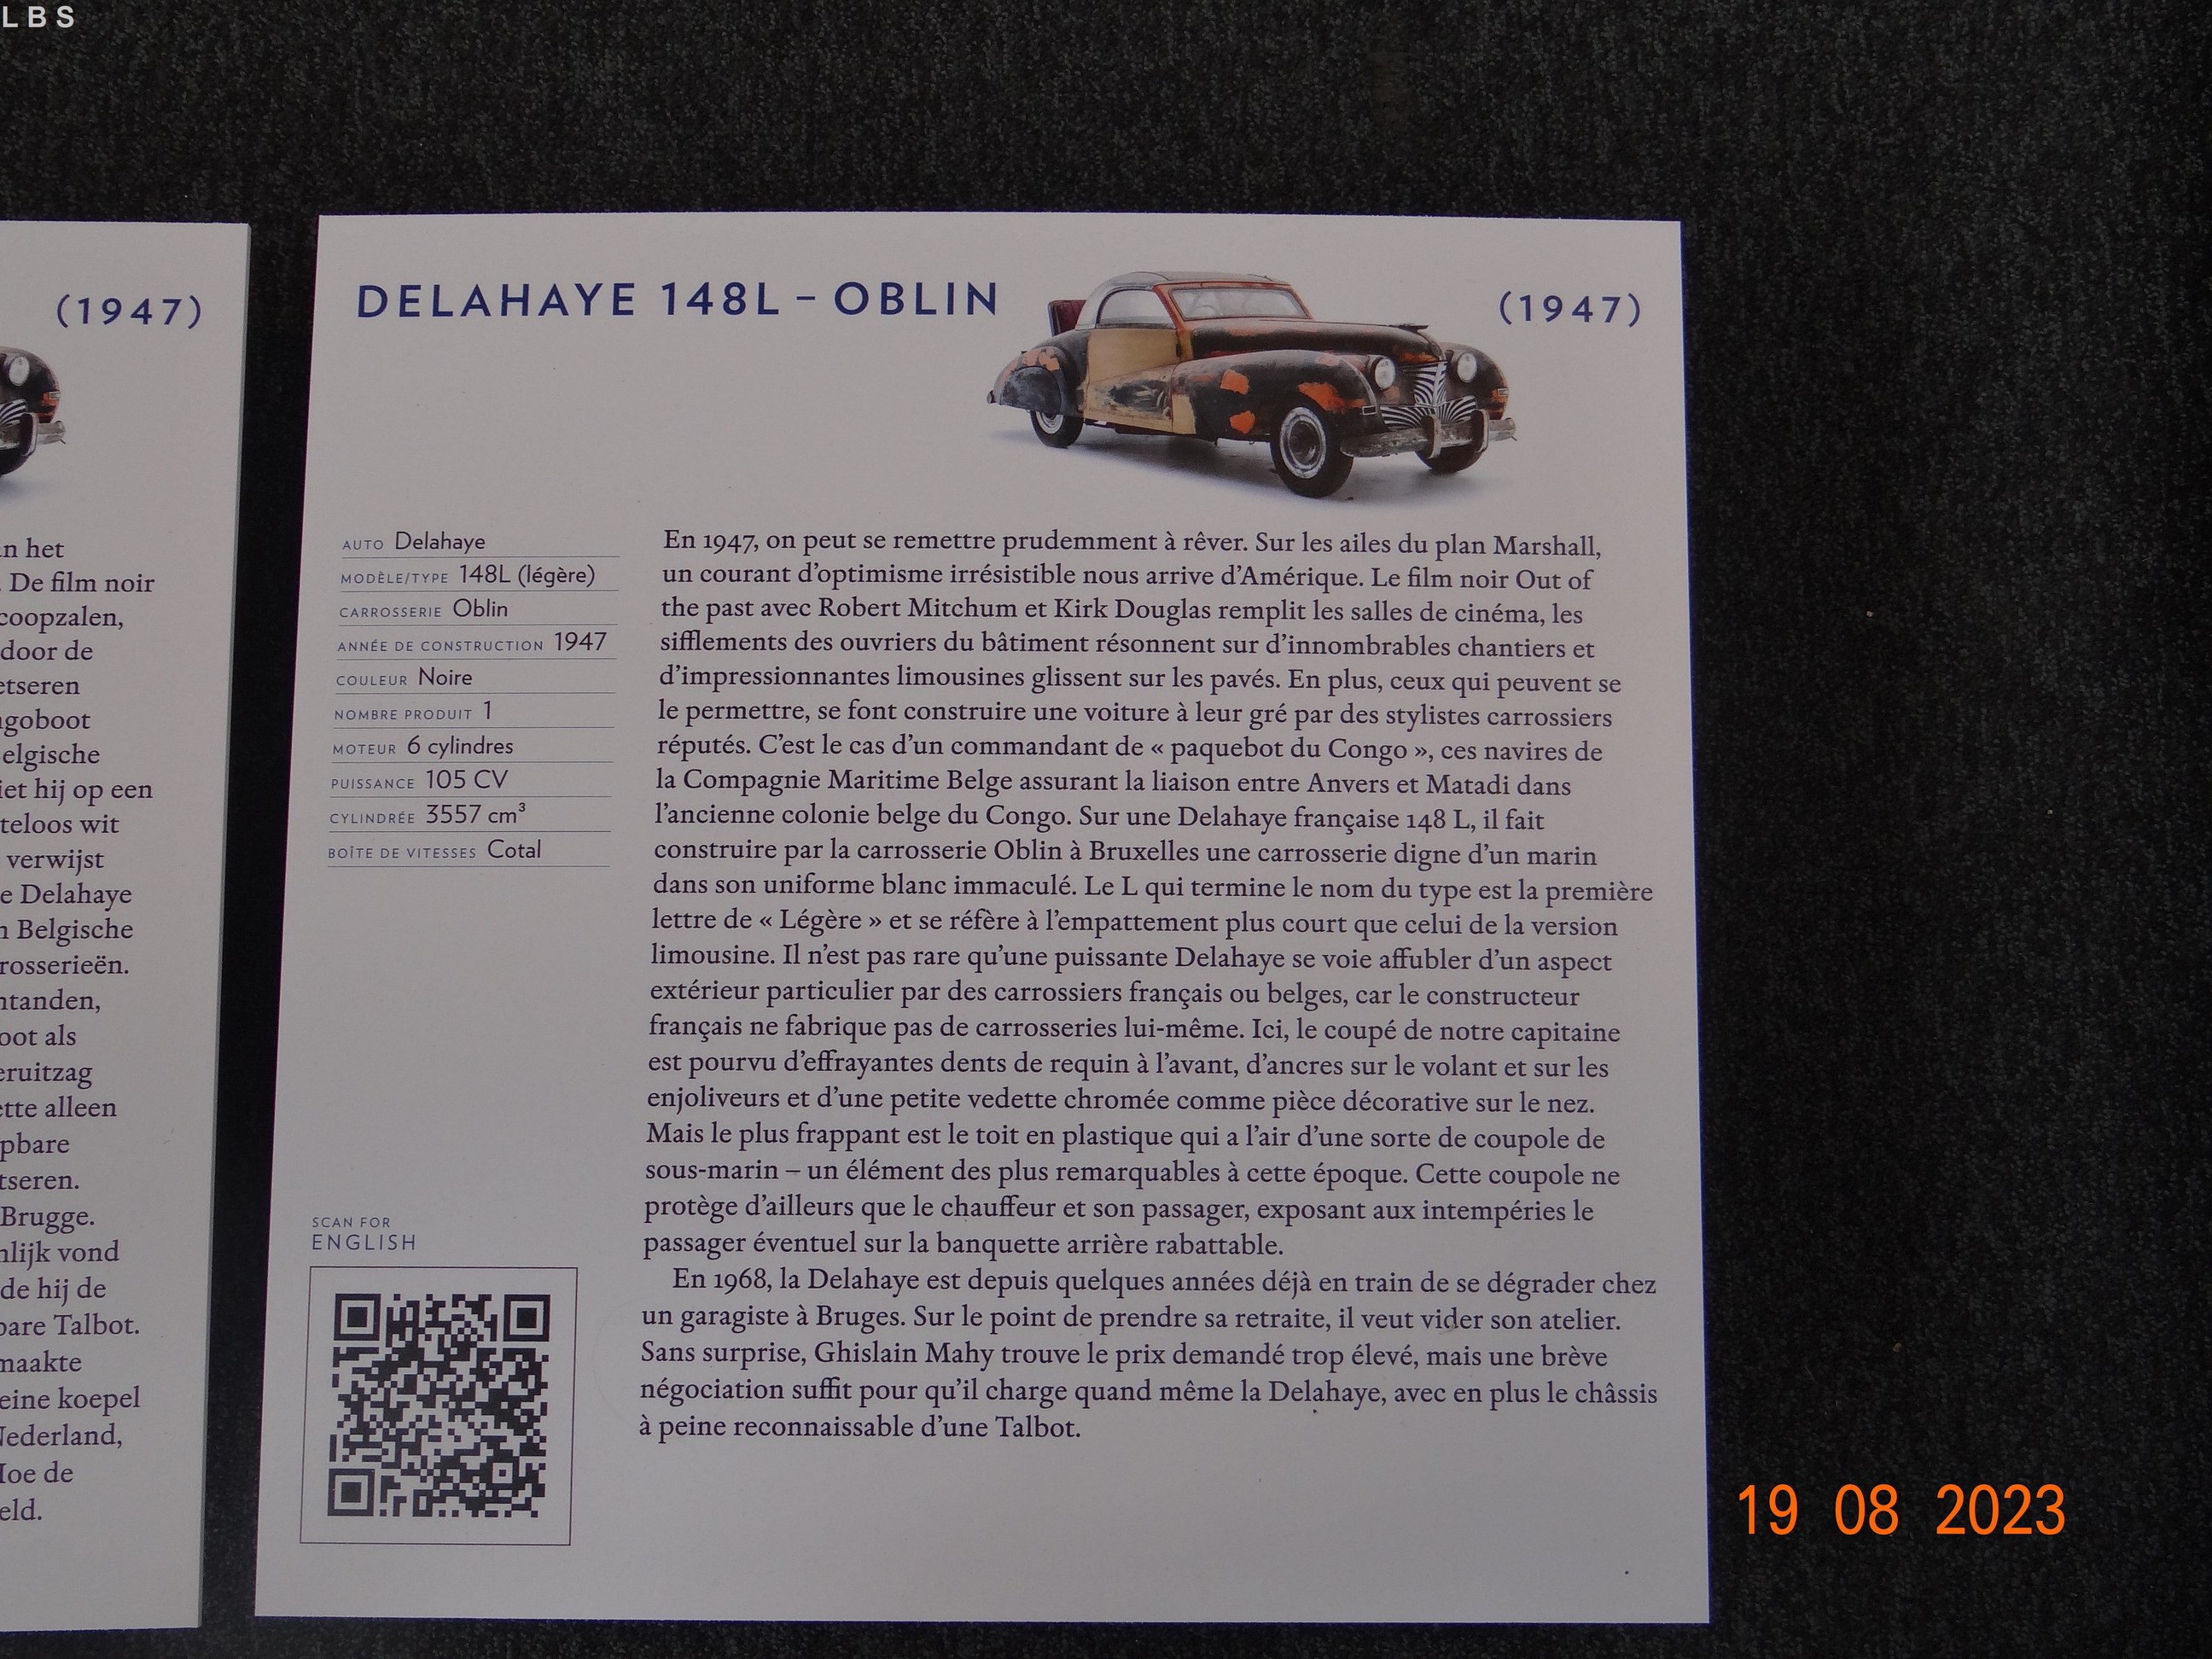 LBS
(1947)
n het
. De film noir
coopzalen,
door de
etseren
ngoboot
elgische
iet hij op een
teloos wit
verwijst
e Delahaye
n Belgische
rosserieën.
ntanden,
oot als
eruitzag
ette alleen
pbare
tseren.
Brugge.
nlijk vond
de hij de
bare Talbot.
maakte
eine koepel
Nederland,
Hoe de
eld.
DELAHAYE 148L – OBLIN
(1947)
AUTO Delahaye
MODÈLE/TYPE 148L (légère)
CARROSSERIE Oblin
ANNÉE DE CONSTRUCTION 1947
COULEUR Noire
NOMBRE PRODUIT 1
MOTEUR 6 cylindres
PUISSANCE 105 CV
CYLINDRÉE 3557 cm³
BOÎTE DE VITESSES Cotal
SCAN FOR
ENGLISH
En 1947, on peut se remettre prudemment à rêver. Sur les ailes du plan Marshall,
un courant d’optimisme irrésistible nous arrive d’Amérique. Le film noir Out of
the past avec Robert Mitchum et Kirk Douglas remplit les salles de cinéma, les
sifflements des ouvriers du bâtiment résonnent sur d’innombrables chantiers et
d’impressionnantes limousines glissent sur les pavés. En plus, ceux qui peuvent se
le permettre, se font construire une voiture à leur gré par des stylistes carrossiers
réputés. C’est le cas d’un commandant de « paquebot du Congo », ces navires de
la Compagnie Maritime Belge assurant la liaison entre Anvers et Matadi dans
l’ancienne colonie belge du Congo. Sur une Delahaye française 148 L, il fait
construire par la carrosserie Oblin à Bruxelles une carrosserie digne d’un marin
dans son uniforme blanc immaculé. Le L qui termine le nom du type est la première
lettre de « Légère » et se réfère à l’empattement plus court que celui de la version
limousine. Il n’est pas rare qu’une puissante Delahaye se voie affubler d’un aspect
extérieur particulier par des carrossiers français ou belges, car le constructeur
français ne fabrique pas de carrosseries lui-même. Ici, le coupé de notre capitaine
est pourvu d’effrayantes dents de requin à l’avant, d’ancres sur le volant et sur les
enjoliveurs et d’une petite vedette chromée comme pièce décorative sur le nez.
Mais le plus frappant est le toit en plastique qui a l’air d’une sorte de coupole de
sous-marin – un élément des plus remarquables à cette époque. Cette coupole ne
protège d’ailleurs que le chauffeur et son passager, exposant aux intempéries le
passager éventuel sur la banquette arrière rabattable.
En 1968, la Delahaye est depuis quelques années déjà en train de se dégrader chez
un garagiste à Bruges. Sur le point de prendre sa retraite, il veut vider son atelier.
Sans surprise, Ghislain Mahy trouve le prix demandé trop élevé, mais une brève
négociation suffit pour qu’il charge quand même la Delahaye, avec en plus le châssis
à peine reconnaissable d’une Talbot.
19 08 2023